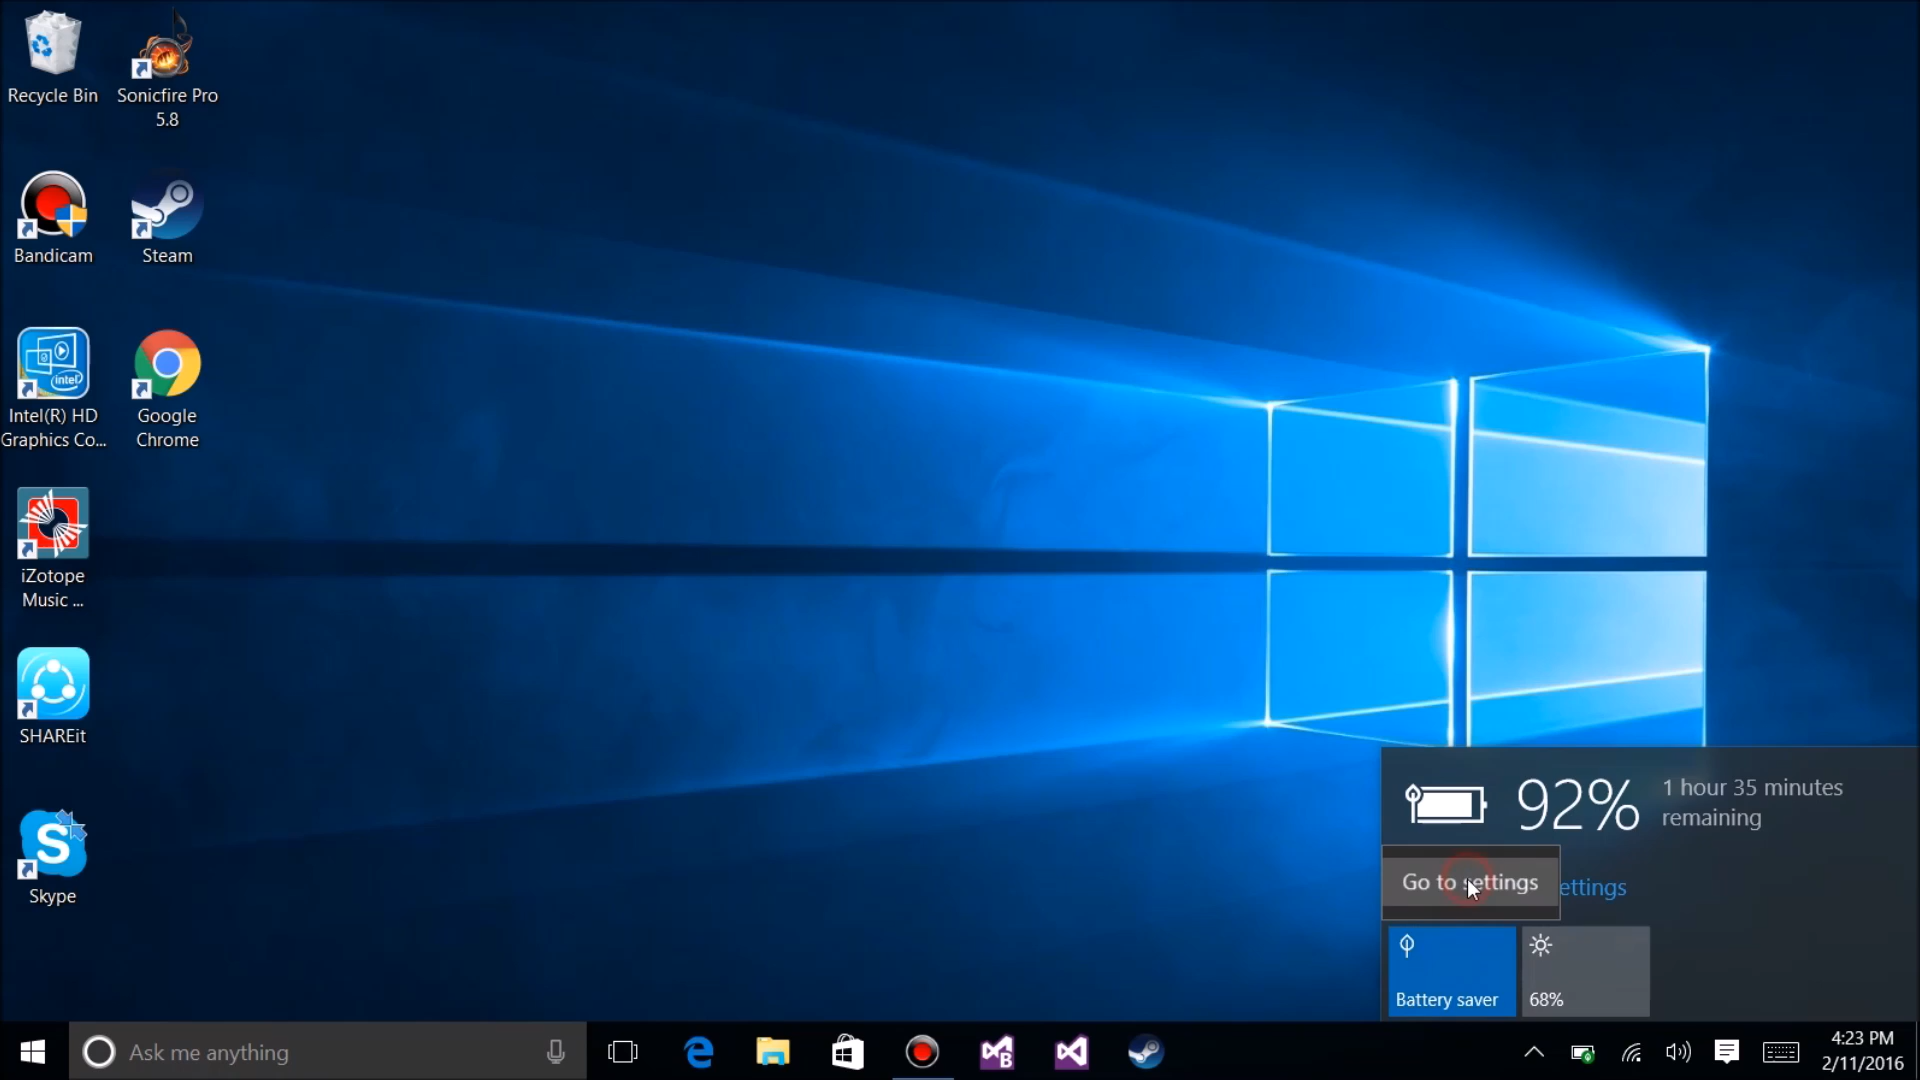 Recycle Bin
Sonicfire Pro
5.8
Bandicam
Steam
intel
Intel(R) HD
Graphics Co...
Google
Chrome
iZotope
Music ...
SHAREit
S
Skype
92%
1 hour 35 minutes
remaining
Go to settings
ettings
Battery saver
68%
Ask me anything
B
4:23 PM
2/11/2016